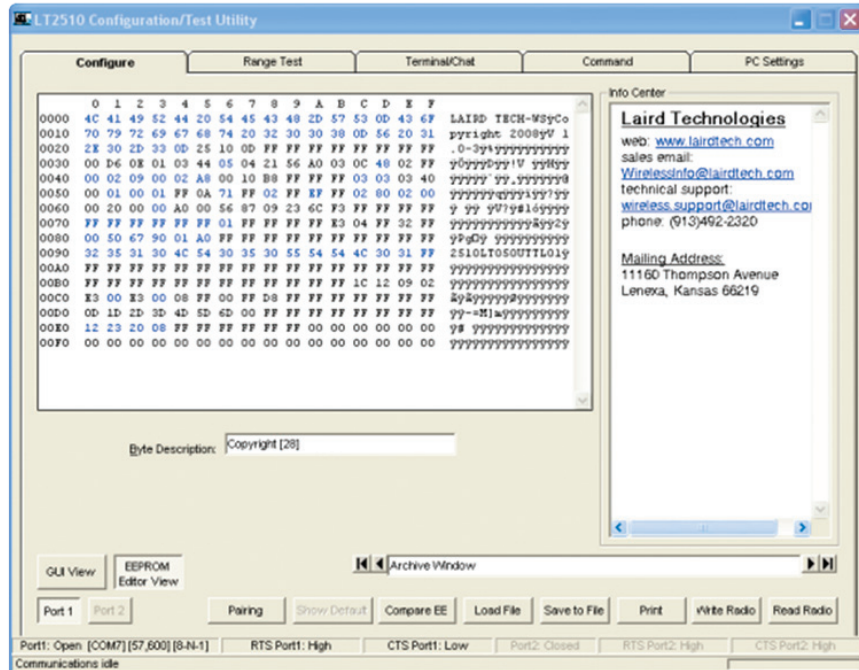 LT2510 Configuration/Test Utility
Configure Range Test Terminal/Chat Command PC Settings
0 1 2 3 4 5 6 7 8 9 A B C D E F
0000 4C 41 49 52 44 20 54 45 43 48 2D 57 53 0D 43 6F LAIRD TECH-WSÿCo
0010 70 79 72 69 67 68 74 20 32 30 30 38 0D 56 20 31 pyright 2008ÿV 1
0020 2E 30 2D 33 0D 25 10 0D FF FF FF FF FF FF FF FF
0030 00 D6 0E 01 03 44 05 04 21 56 A0 03 0C 48 02 FF
0040 00 02 09 00 02 A8 00 10 B8 FF FF FF 03 03 03 40
0050 00 01 00 01 FF 0A 71 FF 02 FF EF FF 02 80 02 00
0060 00 20 00 00 A0 00 56 87 09 23 6C F3 FF FF FF FF
0070 FF FF FF FF FF FF 01 FF FF FF FF E3 04 FF 32 FF
0080 00 50 67 90 01 A0 FF FF FF FF FF FF FF FF FF FF
0090 32 35 31 30 4C 54 30 35 30 55 54 54 4C 30 31 FF 2510LT050UTTL01ÿ
00A0 FF FF FF FF FF FF FF FF FF FF FF FF FF FF FF FF
00B0 FF FF FF FF FF FF FF FF FF FF FF FF 1C 12 09 02
00C0 E3 00 E3 00 08 FF 00 FF D8 FF FF FF FF FF FF FF
00D0 0D 1D 2D 3D 4D 5D 6D 00 FF FF FF FF FF FF FF FF
00E0 12 23 20 08 FF FF FF FF FF FF 00 00 00 00 00 00
00F0 00 00 00 00 00 00 00 00 00 00 00 00 00 00 00 00
Byte Description: Copyright [28]
Info Center
Laird Technologies
web: www.lairdtech.com
sales email:
WirelessInfo@lairdtech.com
technical support:
wireless.support@lairdtech.co
phone: (913)492-2320
Mailing Address:
11160 Thompson Avenue
Lenexa, Kansas 66219
GUI View EEPROM Editor View Archive Window
Port 1 Port 2 Pairing Show Default Compare EE Load File Save to File Print Write Radio Read Radio
Port1: Open [COM7] [57,600] [8-N-1] RTS Port1: High CTS Port1: Low Port2: Closed RTS Port2: High CTS Port2: High
Communications idle